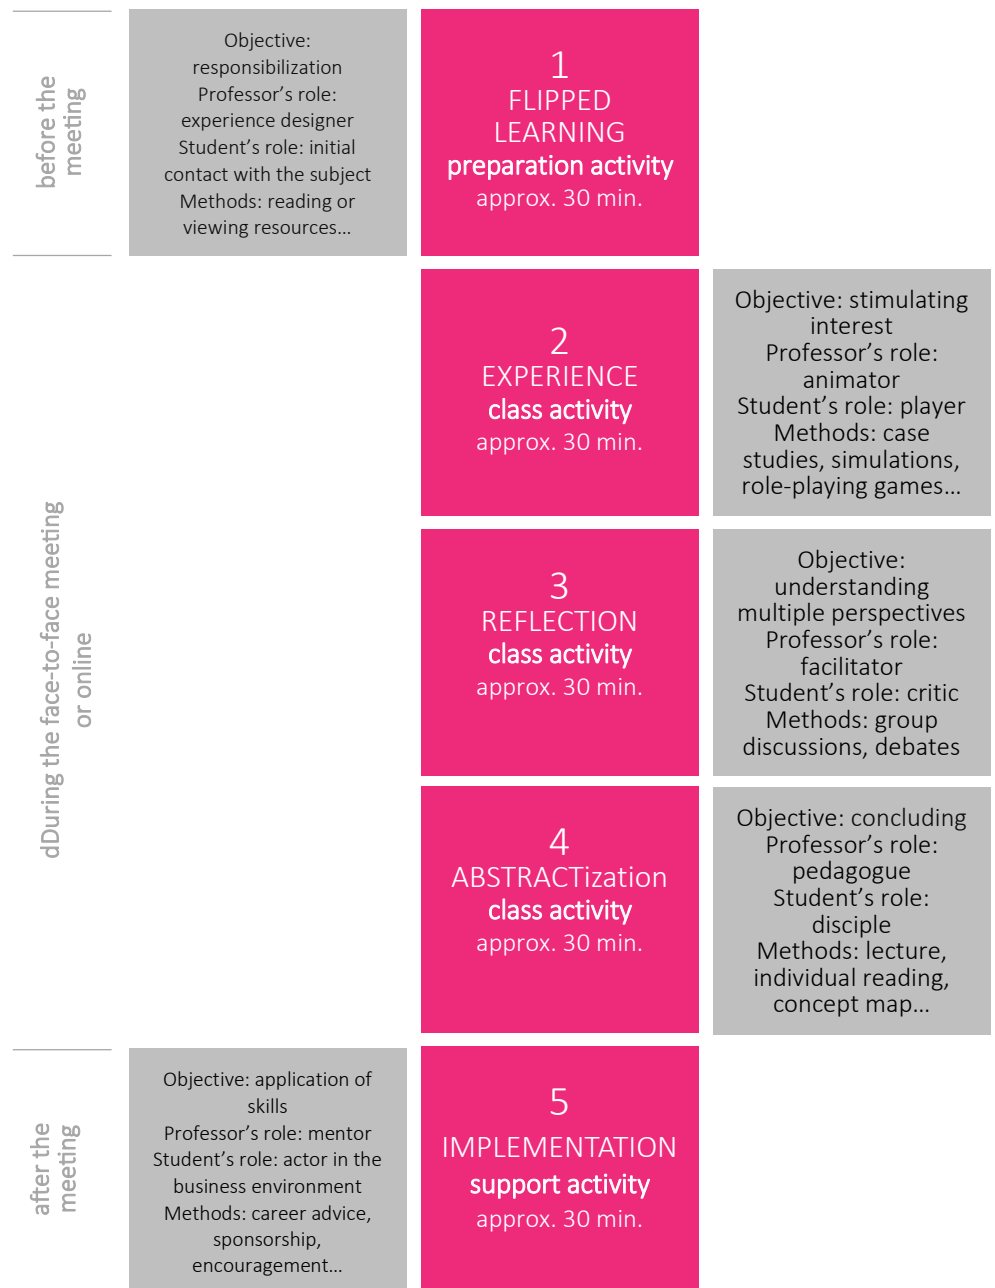 before the
meeting
Objective:
responsibilization
Professor's role:
experience designer
Student's role: initial
contact with the subject
Methods: reading or
viewing resources…
1
FLIPPED
LEARNING
preparation activity
approx. 30 min.
dDuring the face-to-face meeting
or online
2
EXPERIENCE
class activity
approx. 30 min.
Objective: stimulating
interest
Professor's role:
animator
Student's role: player
Methods: case
studies, simulations,
role-playing games…
3
REFLECTION
class activity
approx. 30 min.
Objective:
understanding
multiple perspectives
Professor's role:
facilitator
Student's role: critic
Methods: group
discussions, debates
4
ABSTRACTization
class activity
approx. 30 min.
Objective: concluding
Professor's role:
pedagogue
Student's role:
disciple
Methods: lecture,
individual reading,
concept map…
after the
meeting
Objective: application of
skills
Professor's role: mentor
Student's role: actor in the
business environment
Methods: career advice,
sponsorship,
encouragement…
5
IMPLEMENTATION
support activity
approx. 30 min.